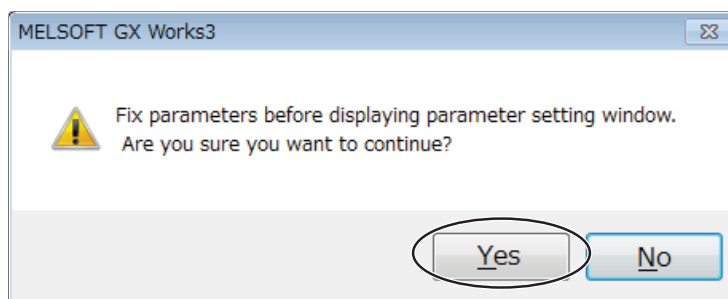 MELSOFT GX Works3
Fix parameters before displaying parameter setting window.
Are you sure you want to continue?
Yes
No